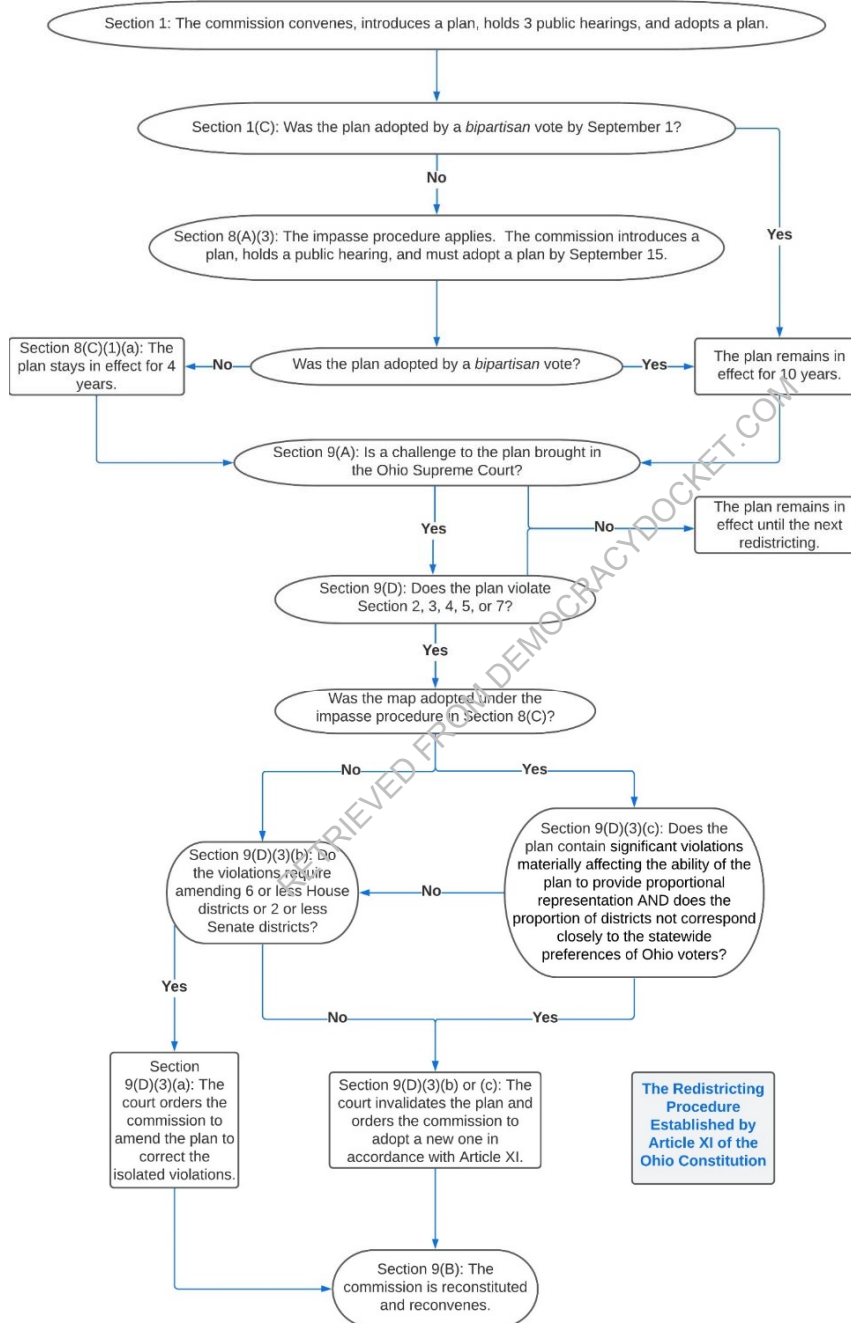 Section 1: The commission convenes, introduces a plan, holds 3 public hearings, and adopts a plan.
Section 1(C): Was the plan adopted by a bipartisan vote by September 1?
No
Yes
Section 8(A)(3): The impasse procedure applies. The commission introduces a
plan, holds a public hearing, and must adopt a plan by September 15.
Section 8(C)(1)(a): The
plan stays in effect for 4
years.
No
Was the plan adopted by a bipartisan vote?
Yes
The plan remains in
effect for 10 years.
Section 9(A): Is a challenge to the plan brought in
the Ohio Supreme Court?
Yes
No
The plan remains in
effect until the next
redistricting.
Section 9(D): Does the plan violate
Section 2, 3, 4, 5, or 7?
Yes
Was the map adopted under the
impasse procedure in Section 8(C)?
No
Yes
Section 9(D)(3)(b): Do
the violations require
amending 6 or less House
districts or 2 or less
Senate districts?
No
Section 9(D)(3)(c): Does the
plan contain significant violations
materially affecting the ability of the
plan to provide proportional
representation AND does the
proportion of districts not correspond
closely to the statewide
preferences of Ohio voters?
Yes
No
Yes
Section
9(D)(3)(a): The
court orders the
commission to
amend the plan to
correct the
isolated violations.
Section 9(D)(3)(b) or (c): The
court invalidates the plan and
orders the commission to
adopt a new one in
accordance with Article XI.
The Redistricting
Procedure
Established by
Article XI of the
Ohio Constitution
Section 9(B): The
commission is reconstituted
and reconvenes.
RETRIEVED FROM DEMOCRACYDOCKET.COM